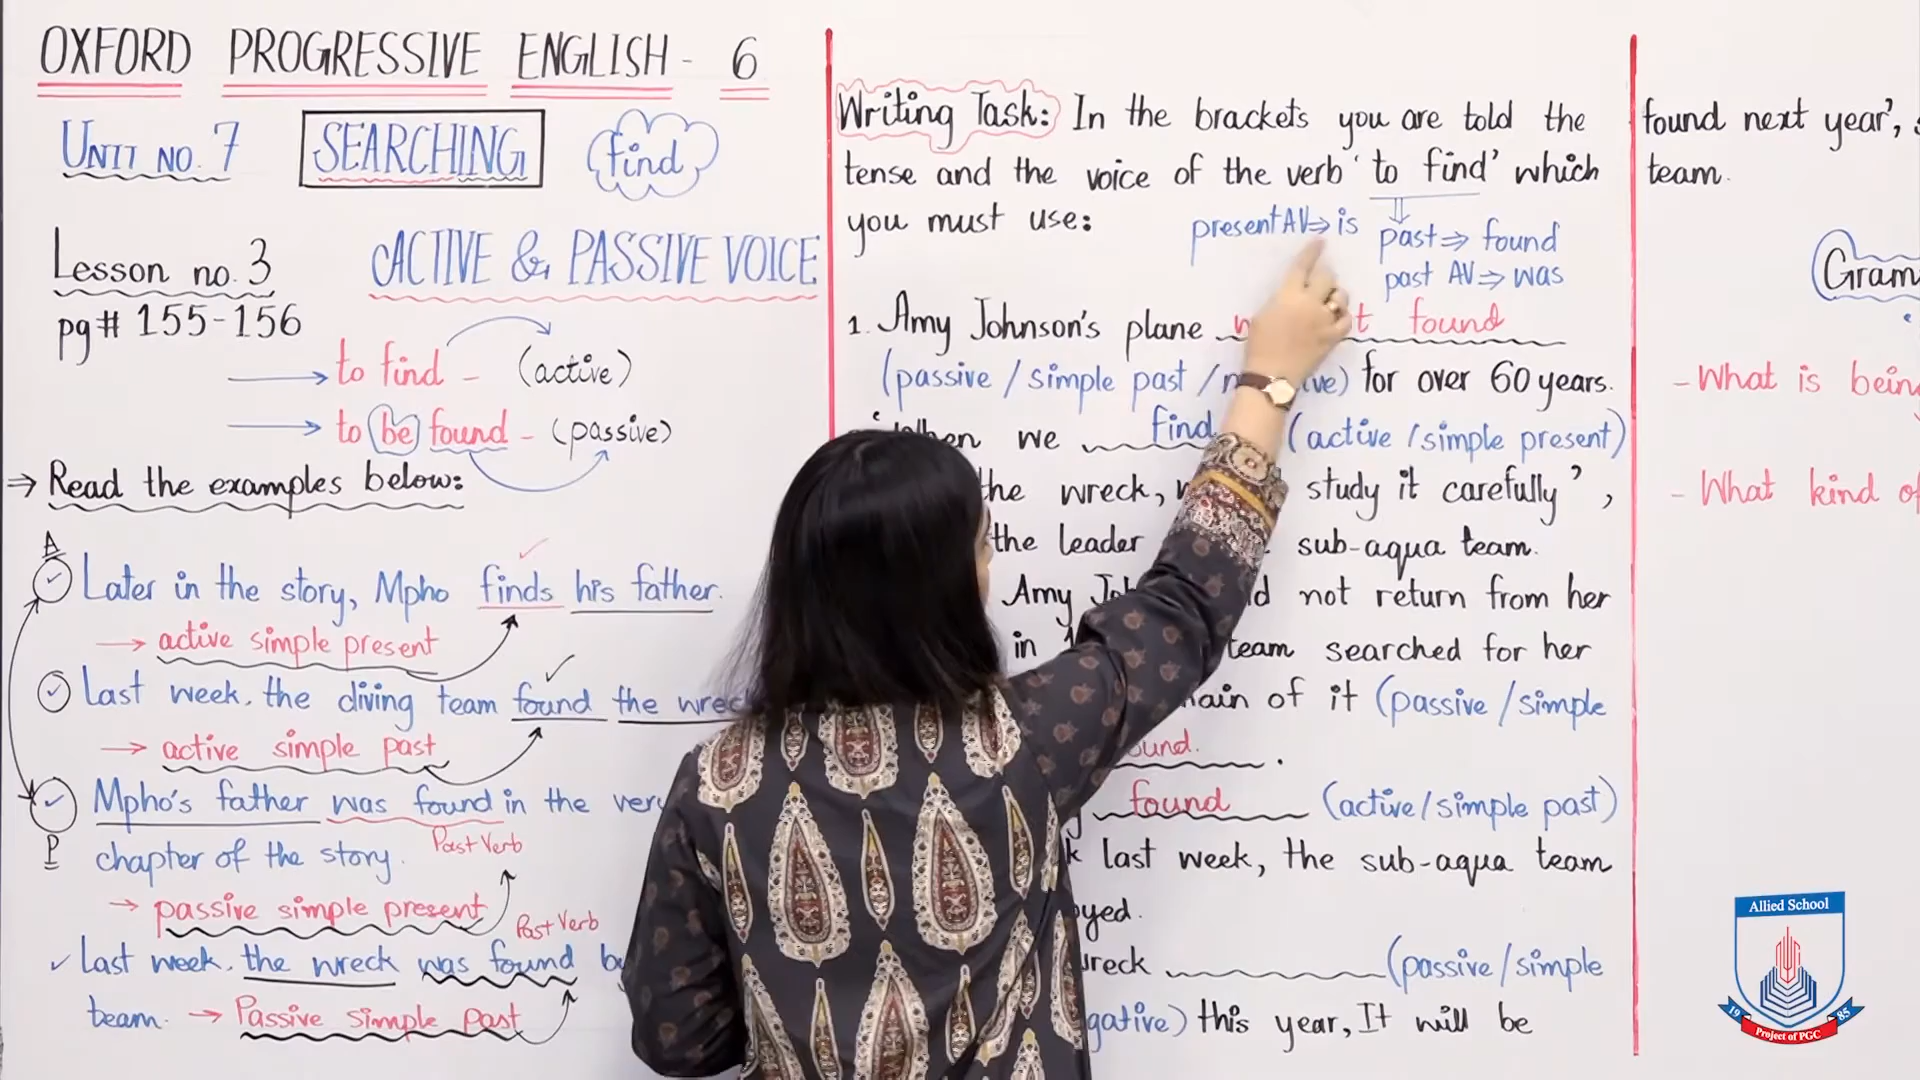 OXFORD PROGRESSIVE ENGLISH - 6
UNIT NO. 7
SEARCHING
find
Lesson no. 3
pg# 155-156
ACTIVE & PASSIVE VOICE
to find - (active)
to be found - (passive)
⇒ Read the examples below:
A
Later in the story, Mpho finds his father.
→ active simple present
Last week, the diving team found the wreck
→ active simple past
Mpho's father was found in the very
Past Verb
P
chapter of the story.
→ passive simple present
Past Verb
✓ Last week, the wreck was found
team. → Passive simple past
Writing Task: In the brackets you are told the
tense and the voice of the verb 'to find' which
you must use:
present AV⇒ is
past ⇒ found
past AV ⇒ was
1. Amy Johnson's plane found
(passive / simple past / ) for over 60 years.
we find (active / simple present)
the wreck, study it carefully',
the leader sub-aqua team.
Amy not return from her
in team searched for her
of it (passive / simple
found (active/simple past)
last week, the sub-aqua team
(passive / simple
this year, It will be
found next year',
team.
- What is being
- What kind of
Allied School
19 85
Project of PGC